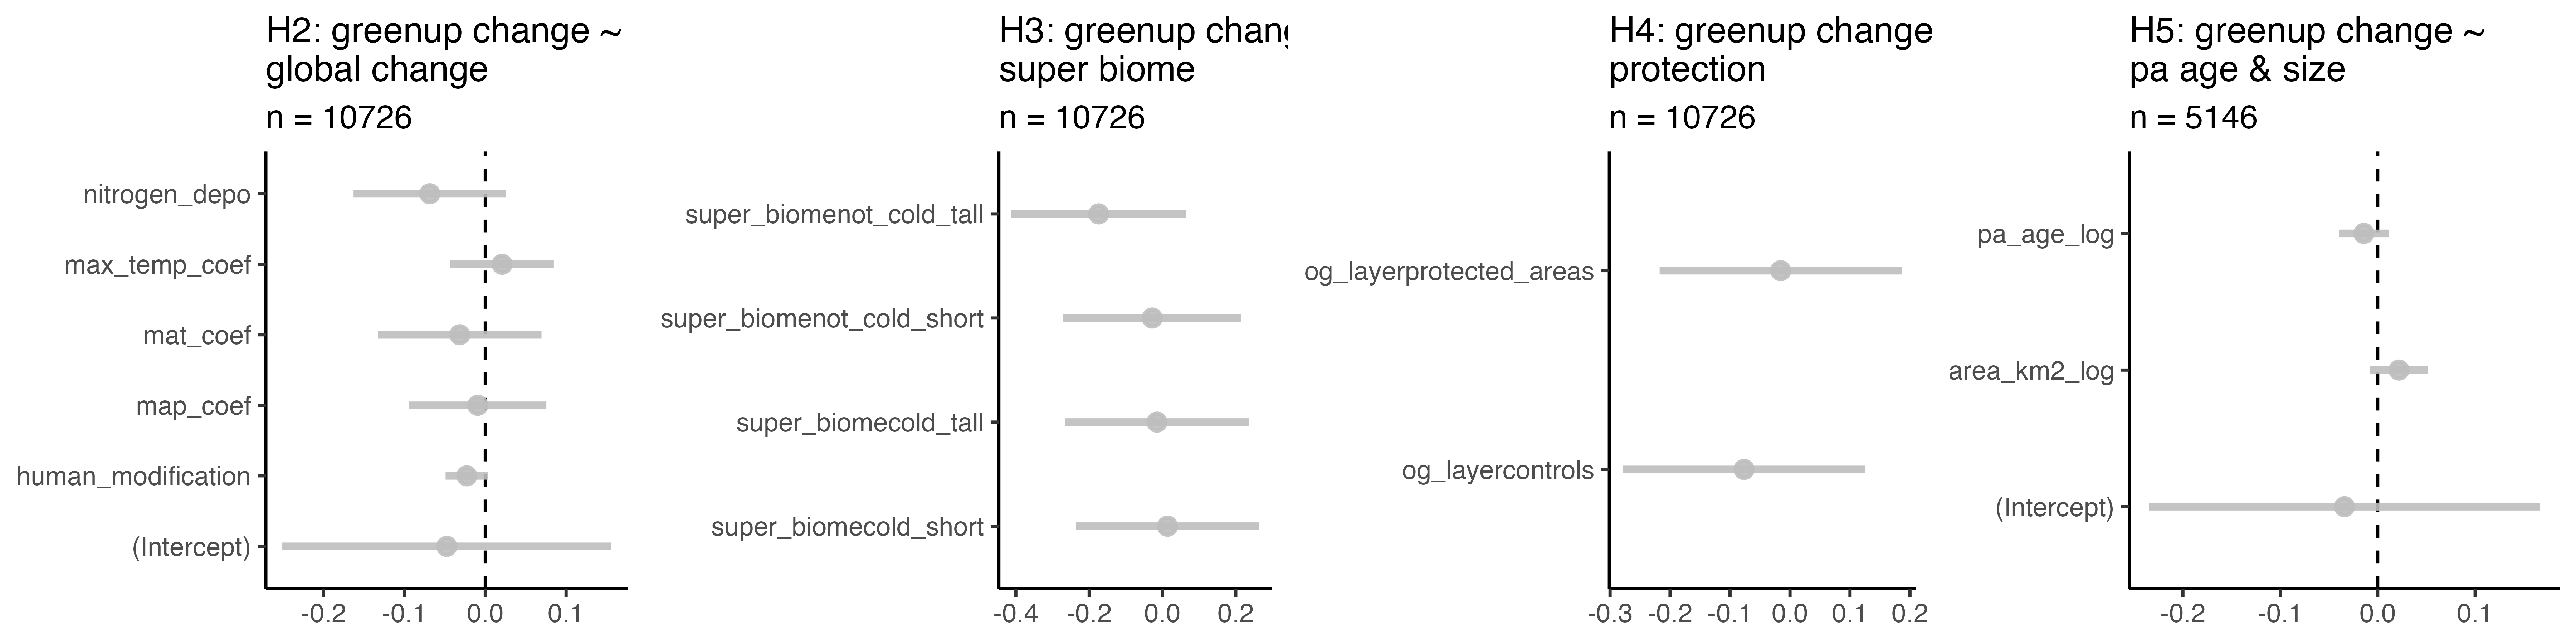 H2: greenup change ~
global change
n = 10726
nitrogen_depo
max_temp_coef
mat_coef
map_coef
human_modification
(Intercept)
-0.2 -0.1 0.0 0.1
H3: greenup chang
super biome
n = 10726
super_biomenot_cold_tall
super_biomenot_cold_short
super_biomecold_tall
super_biomecold_short
-0.4 -0.2 0.0 0.2
H4: greenup change
protection
n = 10726
og_layerprotected_areas
og_layercontrols
-0.3 -0.2 -0.1 0.0 0.1 0.2
H5: greenup change ~
pa age & size
n = 5146
pa_age_log
area_km2_log
(Intercept)
-0.2 -0.1 0.0 0.1